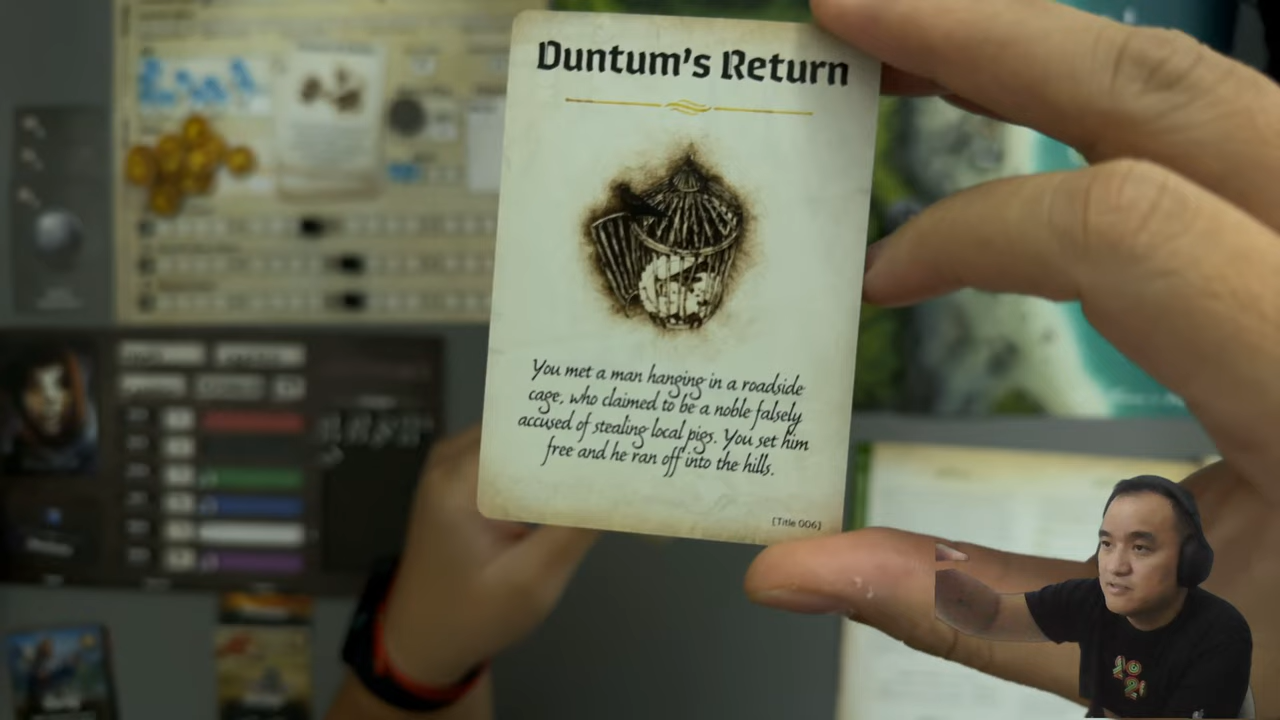 Duntum's Return
You met a man hanging in a roadside
cage, who claimed to be a noble falsely
accused of stealing local pigs. You set him
free and he ran off into the hills.
[Title 006]